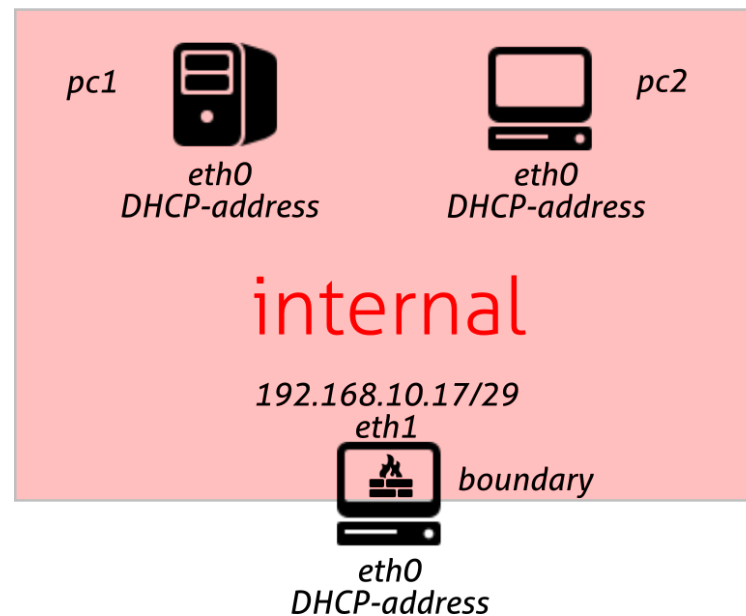 pc1
pc2
eth0
DHCP-address
eth0
DHCP-address
internal
192.168.10.17/29
eth1
boundary
eth0
DHCP-address